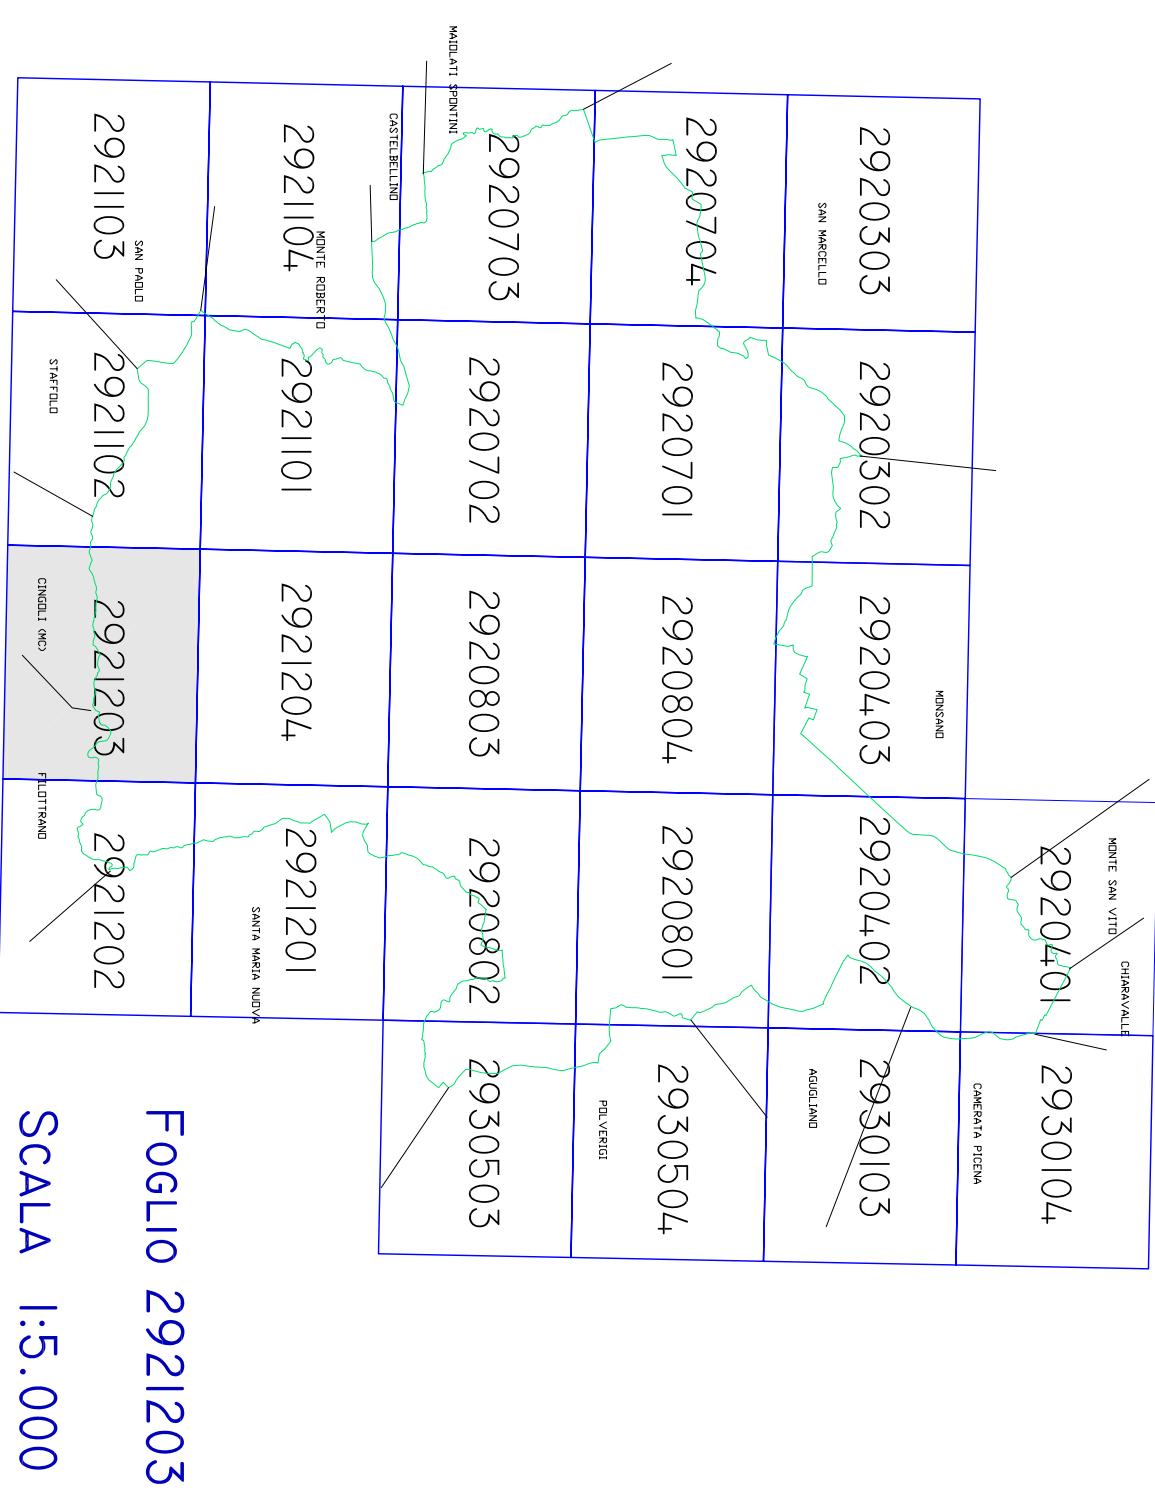 CHIARAVALLE
MONTE SAN VITO
2920401
2930104
CAMERATA PICENA
MONSANO
2920303
2920302
2920403
2920402
2930103
SAN MARCELLO
AGUGLIANO
2920704
2920701
2920804
2920801
2930504
POLVERIGI
2920703
2920702
2920803
2920802
2930503
MAIOLATI SPONTINI
CASTELBELLINO
MONTE ROBERTO
2921104
2921101
2921204
2921201
SANTA MARIA NUOVA
SAN PAOLO
2921103
2921102
2921203
2921202
STAFFOLO
CINGOLI (MC)
FILOTTRANO
FOGLIO 2921203
SCALA 1:5.000